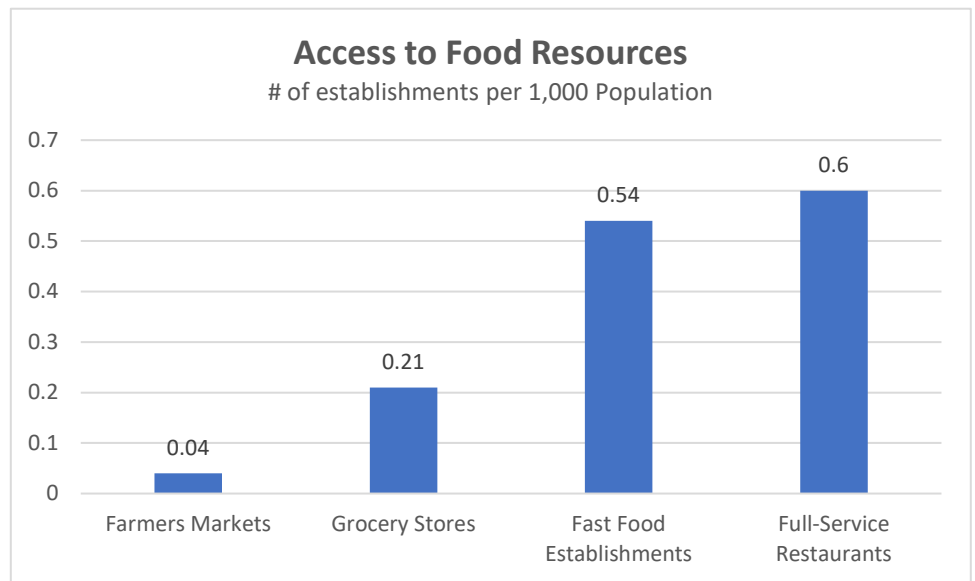 Access to Food Resources
# of establishments per 1,000 Population
0.7
0.6
0.5
0.4
0.3
0.2
0.1
0
0.04
0.21
0.54
0.6
Farmers Markets
Grocery Stores
Fast Food
Establishments
Full-Service
Restaurants